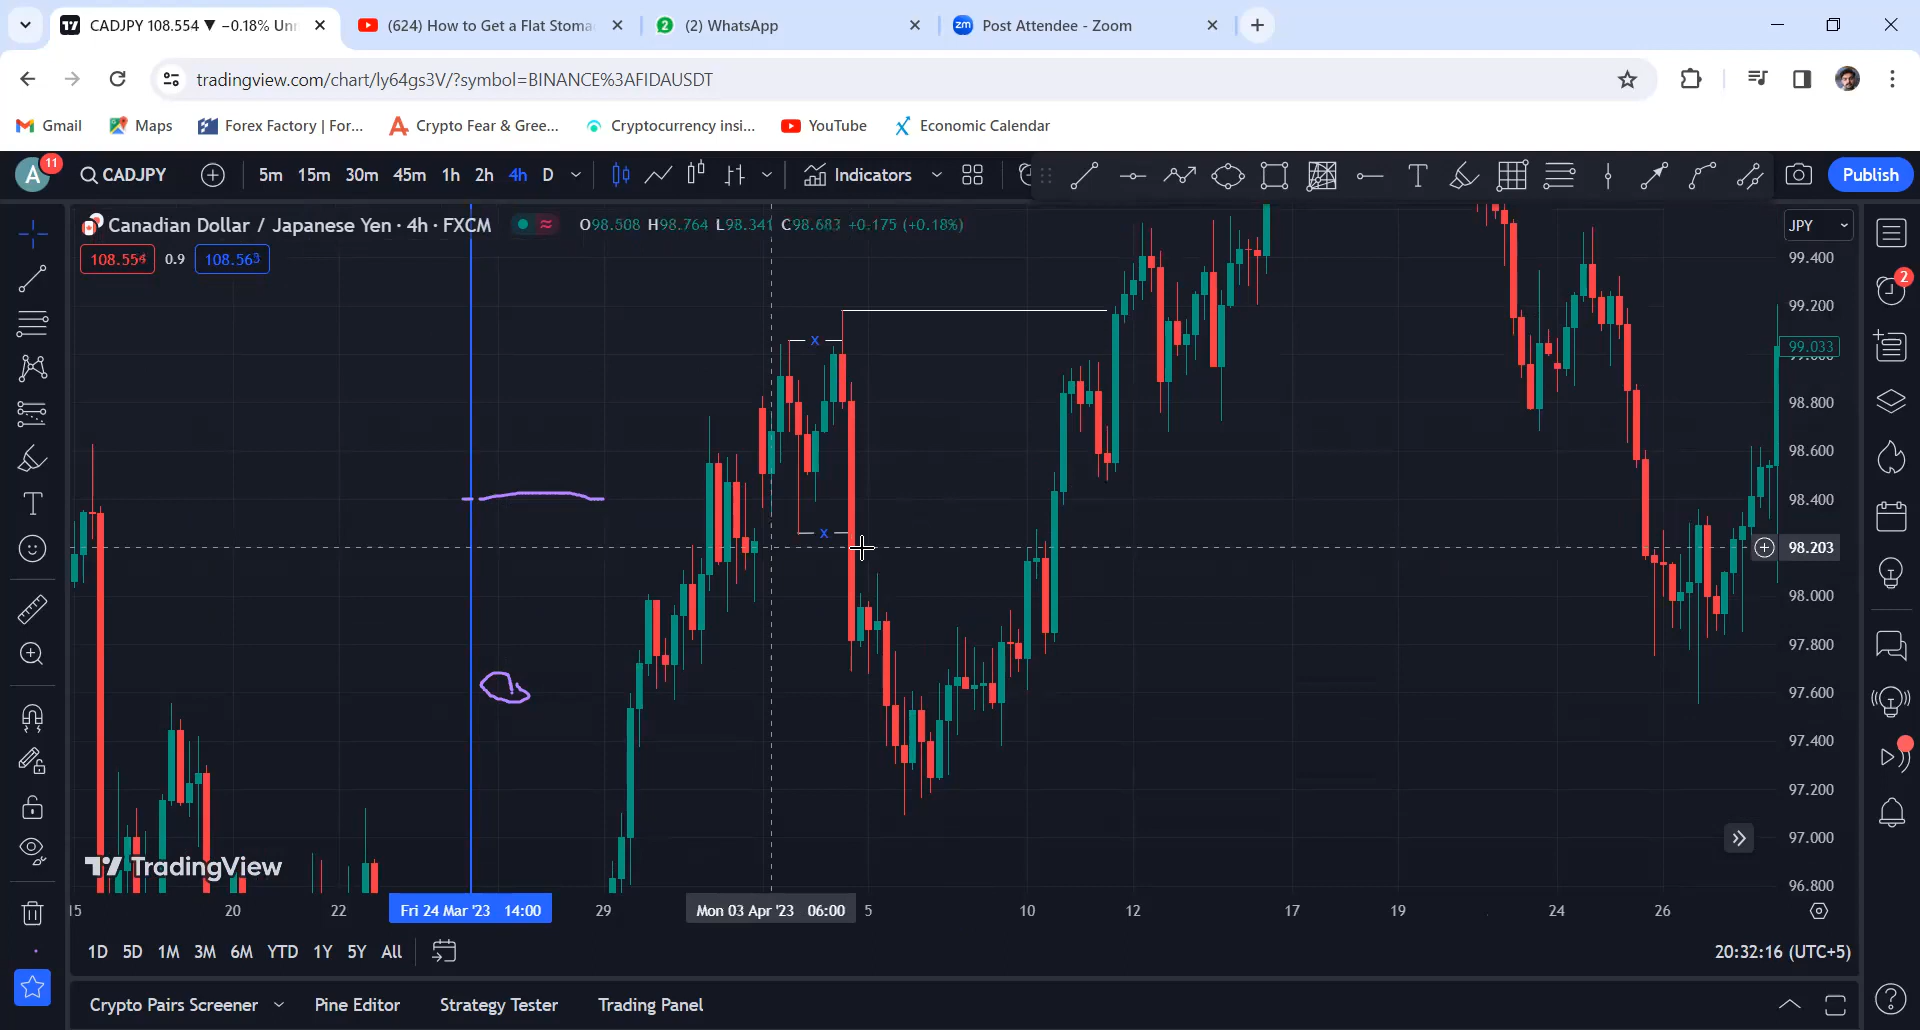 CADJPY 108.554 ▼ −0.18% Unn
(624) How to Get a Flat Stoma
2
(2) WhatsApp
zm
Post Attendee - Zoom
tradingview.com/chart/ly64gs3V/?symbol=BINANCE%3AFIDAUSDT
Gmail
Maps
Forex Factory | For...
Crypto Fear & Gree...
Cryptocurrency insi...
YouTube
Economic Calendar
A
11
CADJPY
5m 15m 30m 45m 1h 2h 4h D
Indicators
Publish
Canadian Dollar / Japanese Yen · 4h · FXCM
O98.508 H98.764 L98.341 C98.683 +0.175 (+0.18%)
JPY
108.554
0.9
108.563
99.400
2
99.200
99.033
98.800
98.600
98.400
98.203
98.000
97.800
97.600
97.400
97.200
97.000
96.800
x
x
TradingView
15
20
22
Fri 24 Mar '23 14:00
29
Mon 03 Apr '23 06:00
5
10
12
17
19
24
26
1D 5D 1M 3M 6M YTD 1Y 5Y All
20:32:16 (UTC+5)
Crypto Pairs Screener
Pine Editor
Strategy Tester
Trading Panel